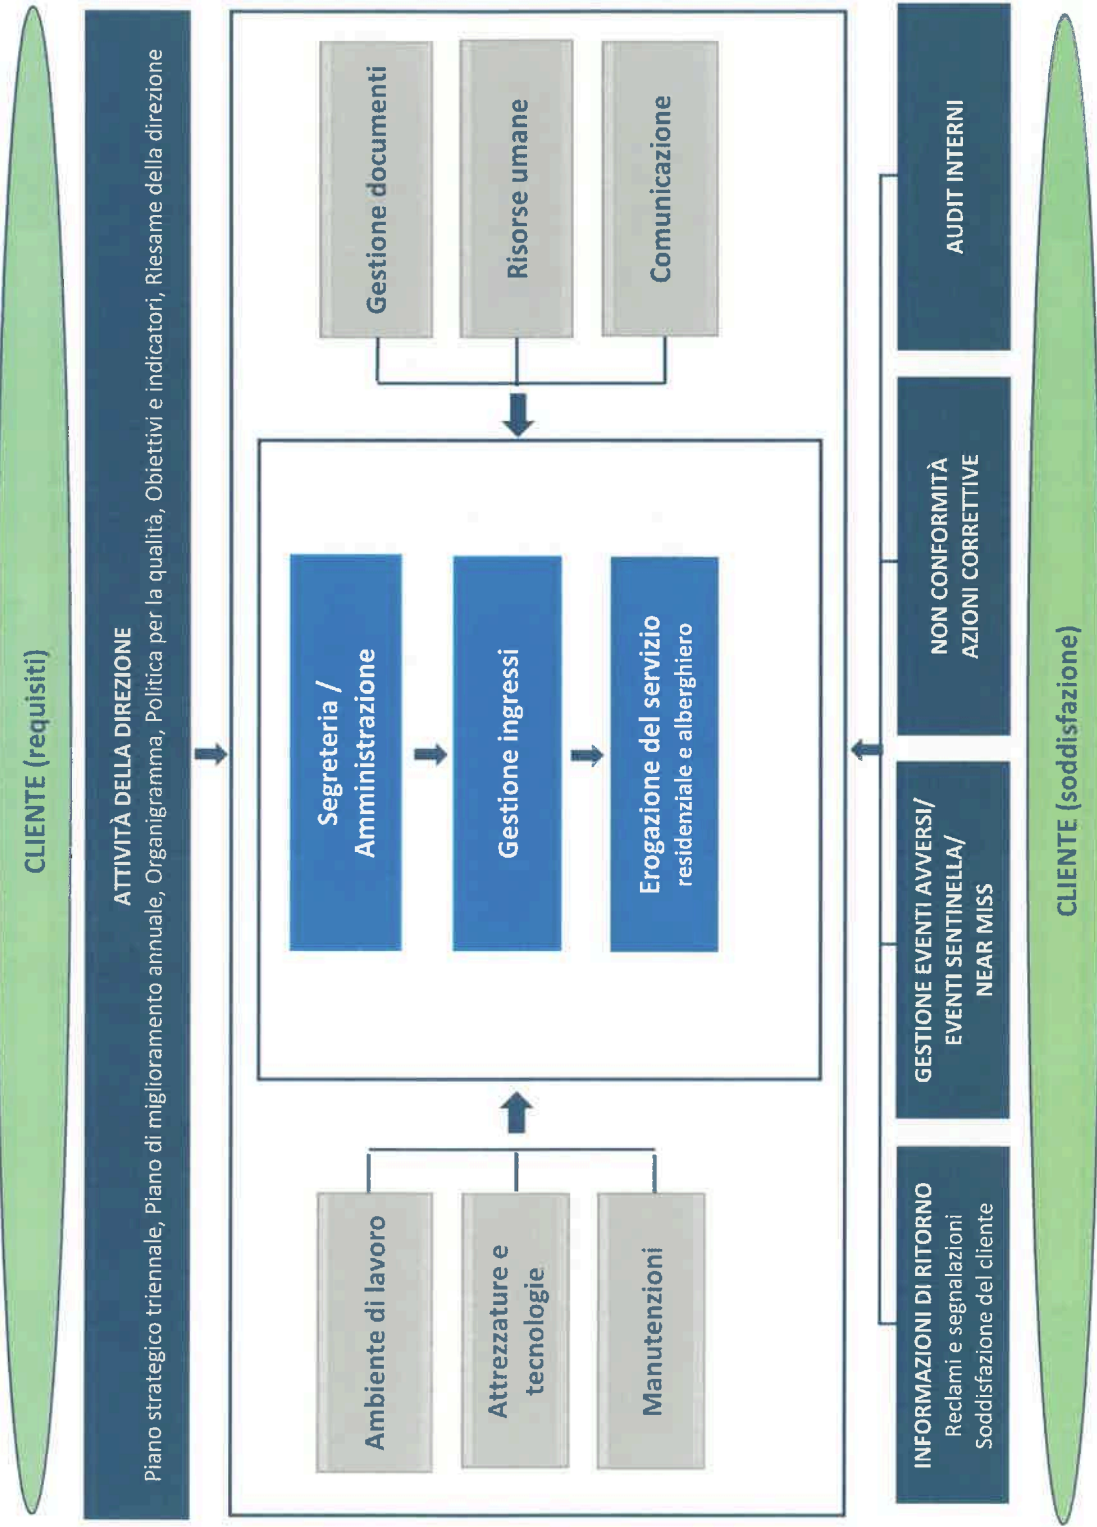 CLIENTE (requisiti)
ATTIVITÀ DELLA DIREZIONE
Piano strategico triennale, Piano di miglioramento annuale, Organigramma, Politica per la qualità, Obiettivi e indicatori, Riesame della direzione
Ambiente di lavoro
Attrezzature e
tecnologie
Manutenzioni
Segreteria /
Amministrazione
Gestione ingressi
Erogazione del servizio
residenziale e alberghiero
Gestione documenti
Risorse umane
Comunicazione
INFORMAZIONI DI RITORNO
Reclami e segnalazioni
Soddisfazione del cliente
GESTIONE EVENTI AVVERSI/
EVENTI SENTINELLA/
NEAR MISS
NON CONFORMITÀ
AZIONI CORRETTIVE
AUDIT INTERNI
CLIENTE (soddisfazione)